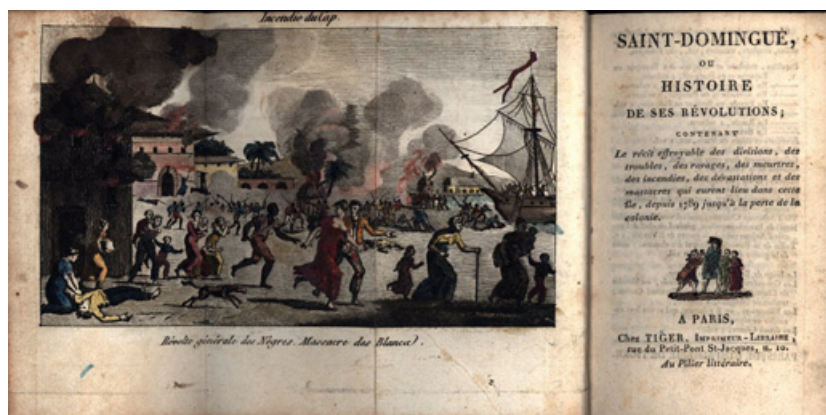 Incendie du Cap.
Révolte générale des Nègres. Massacre des Blancs.
SAINT-DOMINGUE,
OU
HISTOIRE
DE SES RÉVOLUTIONS;
CONTENANT
Le récit effroyable des divisions, des
troubles, des ravages, des meurtres,
des incendies, des dévastations et des
massacres qui eurent lieu dans cette
île, depuis 1789 jusqu'à la perte de la
colonie.
A PARIS,
Chez TIGER, IMPRIMEUR-LIBRAIRE,
rue du Petit-Pont St-Jacques, n. 10.
Au Pilier littéraire.